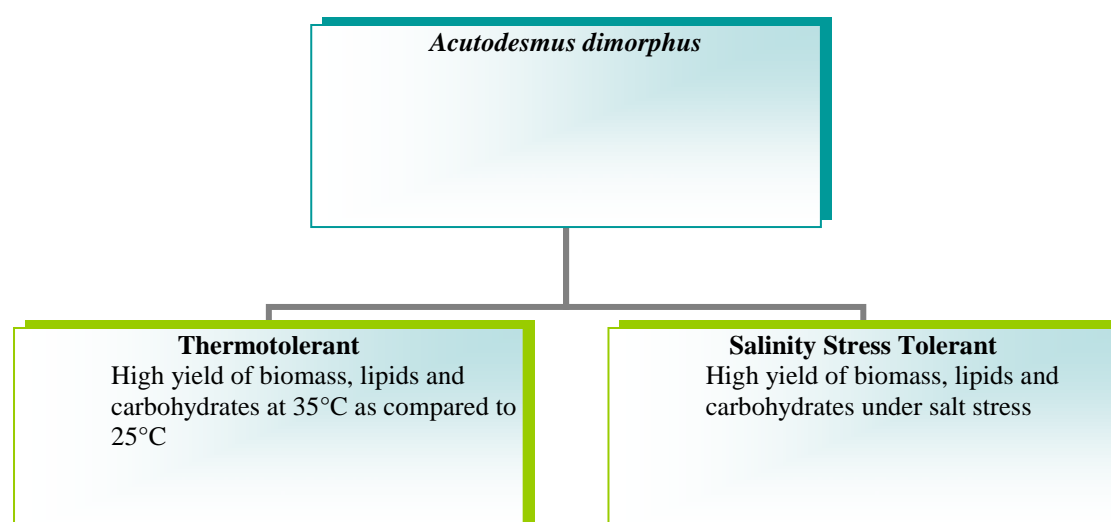 Acutodesmus dimorphus
Thermotolerant
High yield of biomass, lipids and
carbohydrates at 35°C as compared to
25°C
Salinity Stress Tolerant
High yield of biomass, lipids and
carbohydrates under salt stress